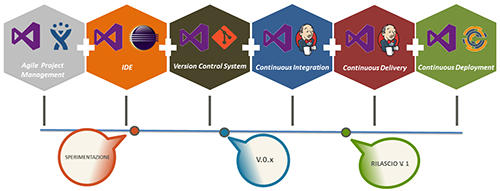 Agile Project
Management
IDE
Version Control System
Continuous Integration
Continuous Delivery
Continuous Deployment
SPERIMENTAZIONE
V.0.x
RILASCIO V. 1